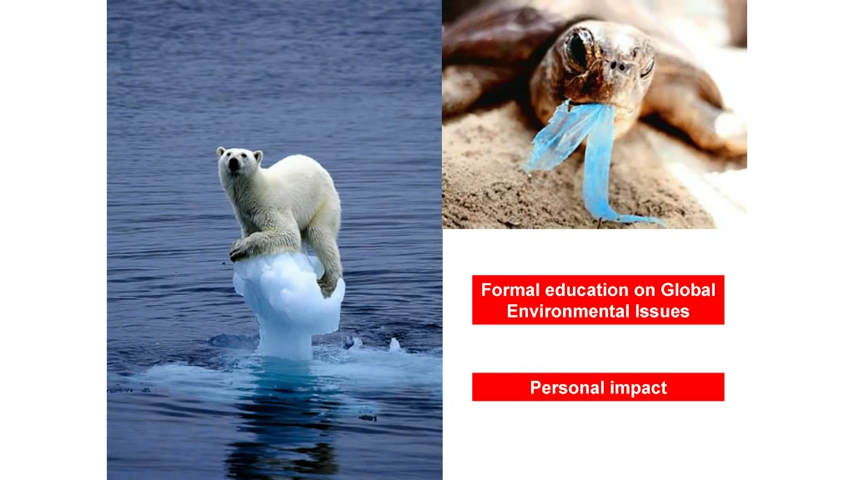 Formal education on Global
Environmental Issues
Personal impact